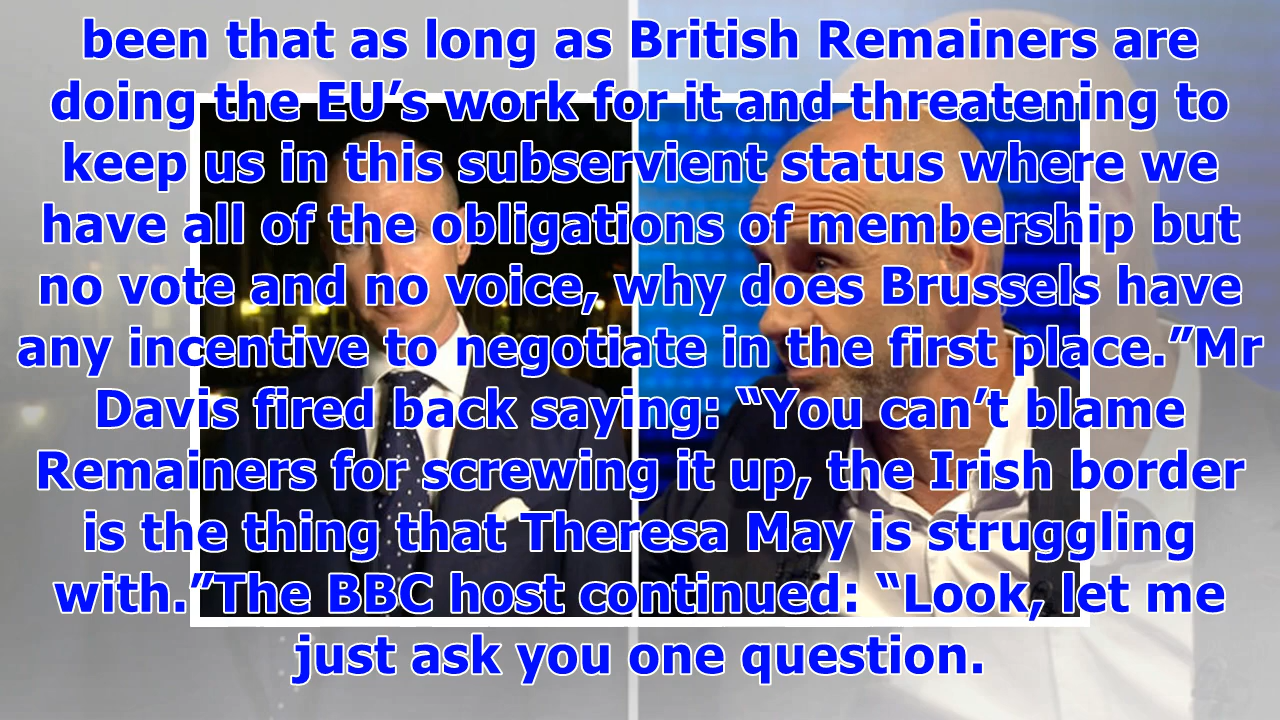 been that as long as British Remainers are
doing the EU’s work for it and threatening to
keep us in this subservient status where we
have all of the obligations of membership but
no vote and no voice, why does Brussels have
any incentive to negotiate in the first place.”Mr
Davis fired back saying: “You can’t blame
Remainers for screwing it up, the Irish border
is the thing that Theresa May is struggling
with.”The BBC host continued: “Look, let me
just ask you one question.